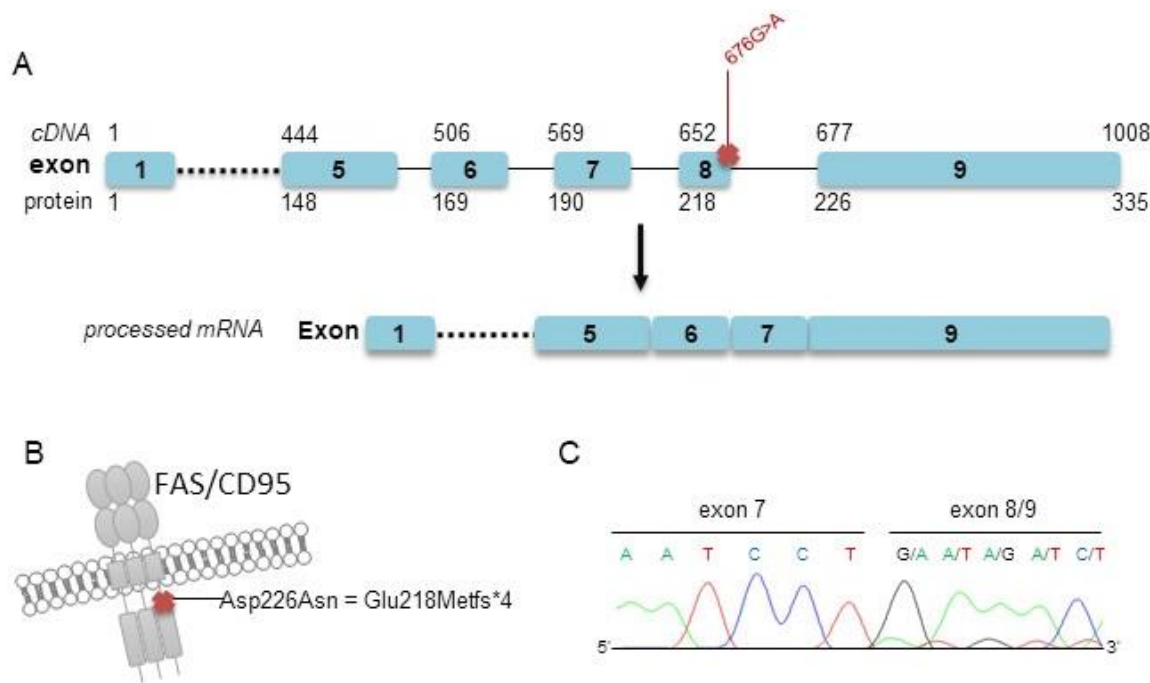 A
676G>A
cDNA 1 444 506 569 652 677 1008
exon 1 5 6 7 8 9
protein 1 148 169 190 218 226 335
processed mRNA Exon 1 5 6 7 9
B
FAS/CD95
Asp226Asn = Glu218Metfs*4
C
exon 7 exon 8/9
A A T C C T G/A A/T A/G A/T C/T
5' 3'